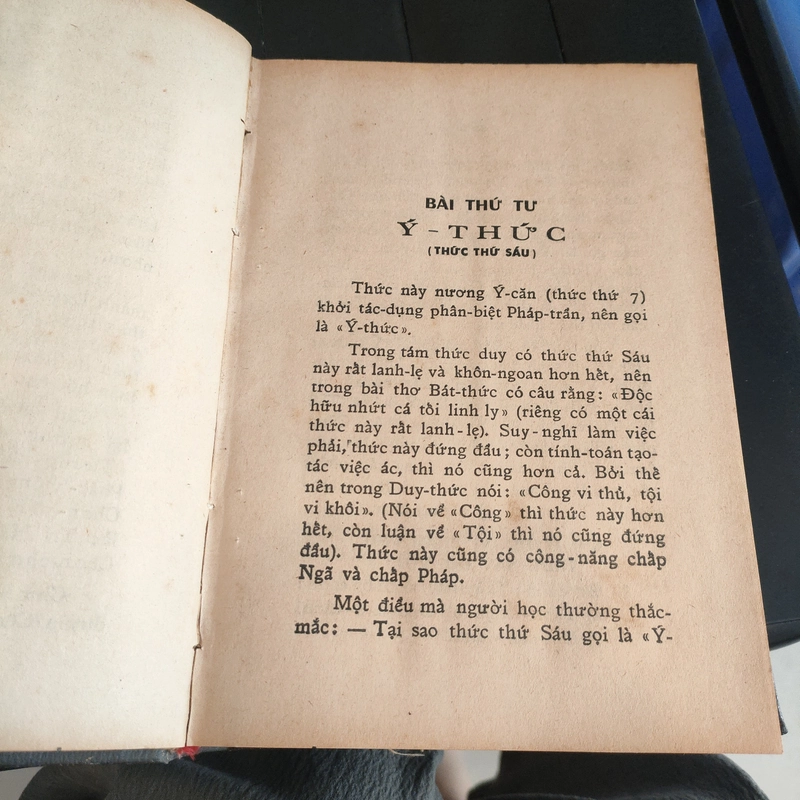 BÀI THỨ TƯ
Ý-THỨC
(THỨC THỨ SÁU)
Thức này nương Ý-căn (thức thứ 7)
khởi tác-dụng phân-biệt Pháp-trần, nên gọi
là «Ý-thức».
Trong tám thức duy có thức thứ Sáu
này rất lanh-lẹ và khôn-ngoan hơn hết, nên
trong bài thơ Bát-thức có câu rằng: «Độc
hữu nhứt cá tối linh ly» (riêng có một cái
thức này rất lanh-lẹ). Suy-nghĩ làm việc
phải, thức này đứng đầu; còn tính-toán tạo-
tác việc ác, thì nó cũng hơn cả. Bởi thế
nên trong Duy-thức nói: «Công vi thủ, tội
vi khôi». (Nói về «Công» thì thức này hơn
hết, còn luận về «Tội» thì nó cũng đứng
đầu). Thức này cũng có công-năng chấp
Ngã và chấp Pháp.
Một điều mà người học thường thắc-
mắc: — Tại sao thức thứ Sáu gọi là «Ý-